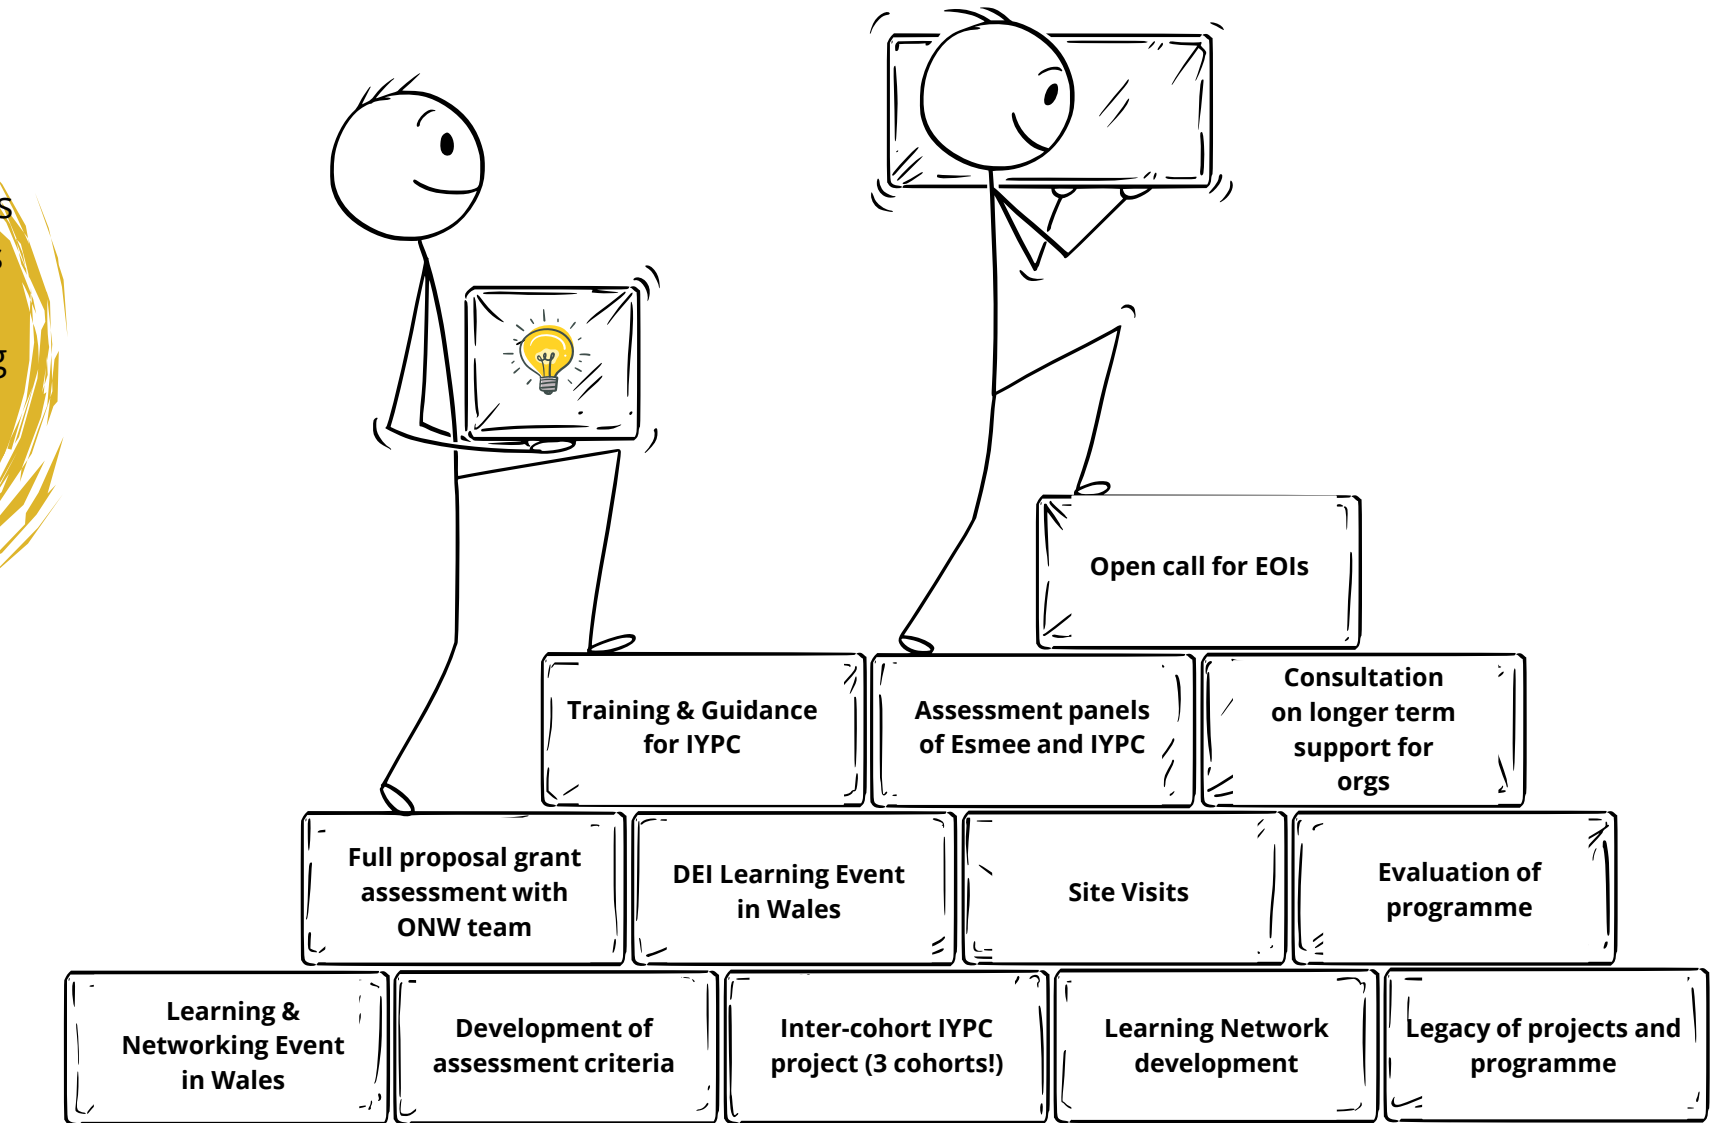 Open call for EOIs
Training & Guidance
for IYPC
Assessment panels
of Esmee and IYPC
Consultation
on longer term
support for
orgs
Full proposal grant
assessment with
ONW team
DEI Learning Event
in Wales
Site Visits
Evaluation of
programme
Learning &
Networking Event
in Wales
Development of
assessment criteria
Inter-cohort IYPC
project (3 cohorts!)
Learning Network
development
Legacy of projects and
programme